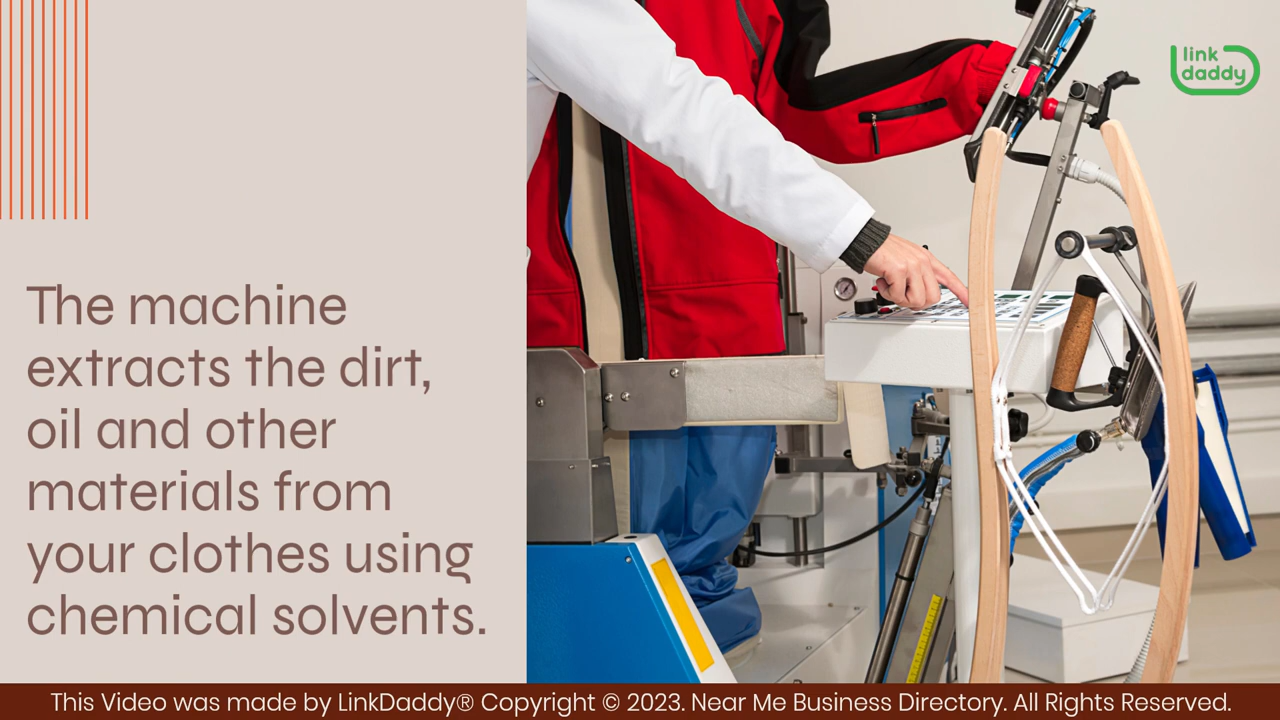 link
daddy
The machine
extracts the dirt,
oil and other
materials from
your clothes using
chemical solvents.
This Video was made by LinkDaddy® Copyright © 2023. Near Me Business Directory. All Rights Reserved.